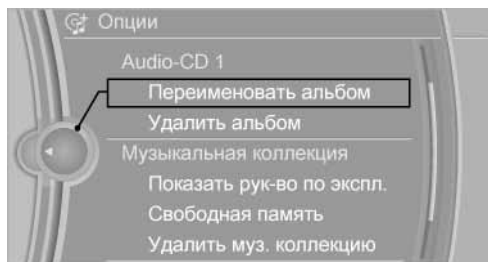 Опции
Audio-CD 1
Переименовать альбом
Удалить альбом
Музыкальная коллекция
Показать рук-во по экспл.
Свободная память
Удалить муз. коллекцию